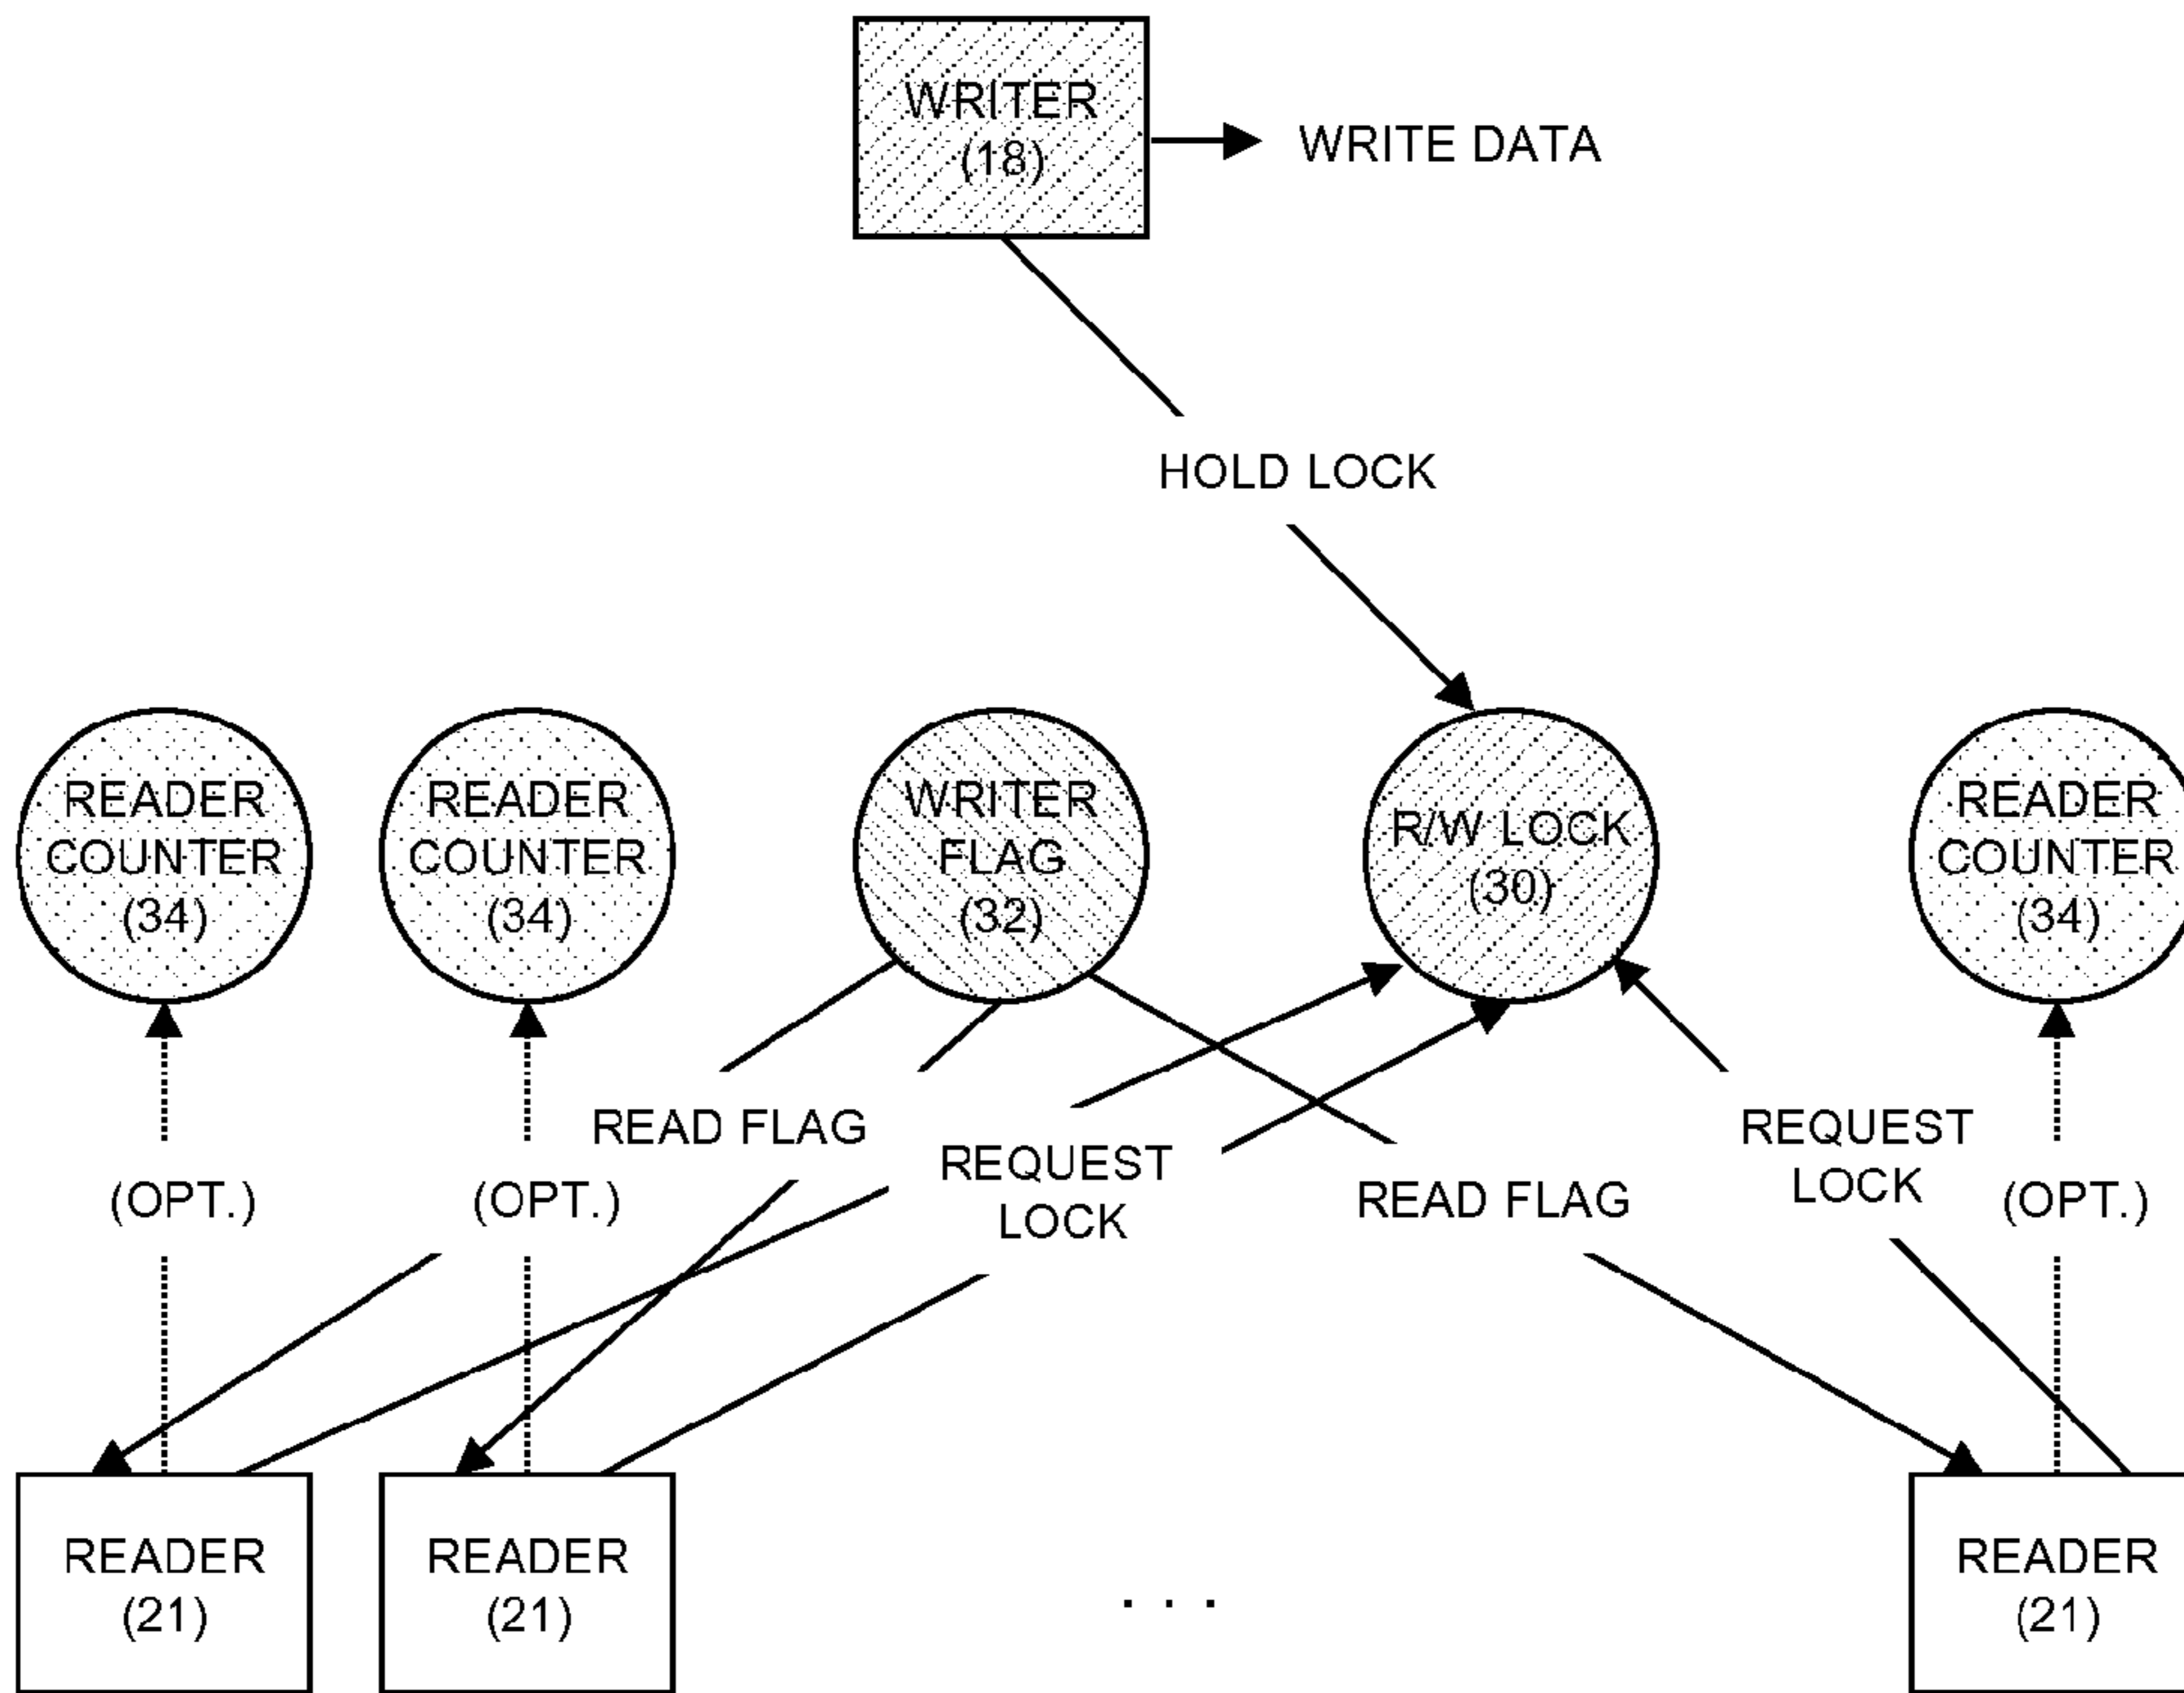 WRITER
(18)
WRITE DATA
HOLD LOCK
READER
COUNTER
(34)
READER
COUNTER
(34)
WRITER
FLAG
(32)
R/W LOCK
(30)
READER
COUNTER
(34)
(OPT.)
(OPT.)
READ FLAG
REQUEST
LOCK
READ FLAG
REQUEST
LOCK
(OPT.)
READER
(21)
READER
(21)
. . .
READER
(21)